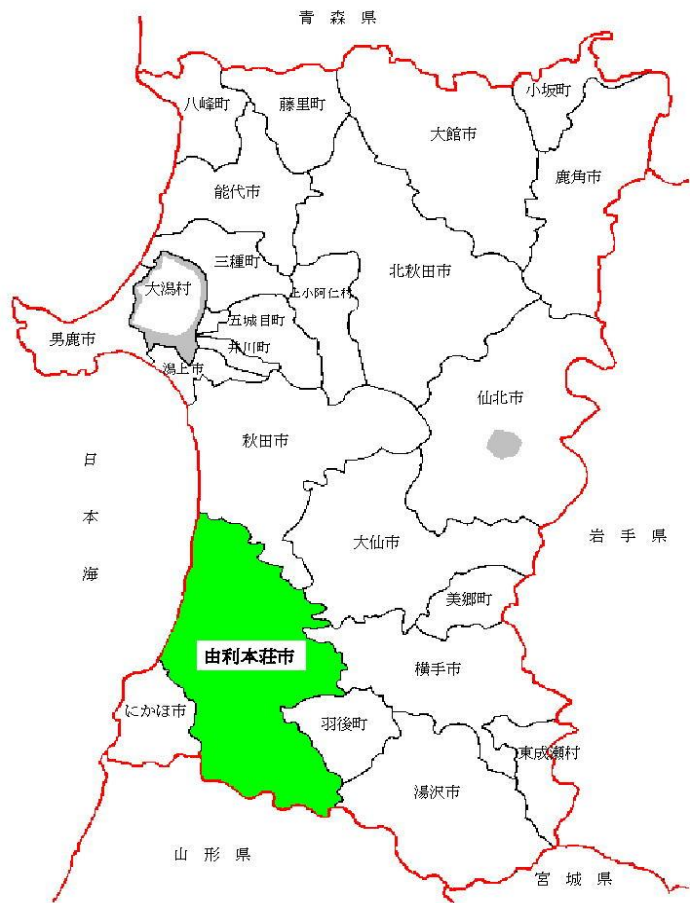 青森県
八峰町
藤里町
大館市
小坂町
鹿角市
能代市
三種町
北秋田市
大潟村
上小阿仁村
男鹿市
五城目町
井川町
潟上市
仙北市
秋田市
日本海
大仙市
岩手県
美郷町
由利本荘市
横手市
にかほ市
羽後町
東成瀬村
湯沢市
山形県
宮城県